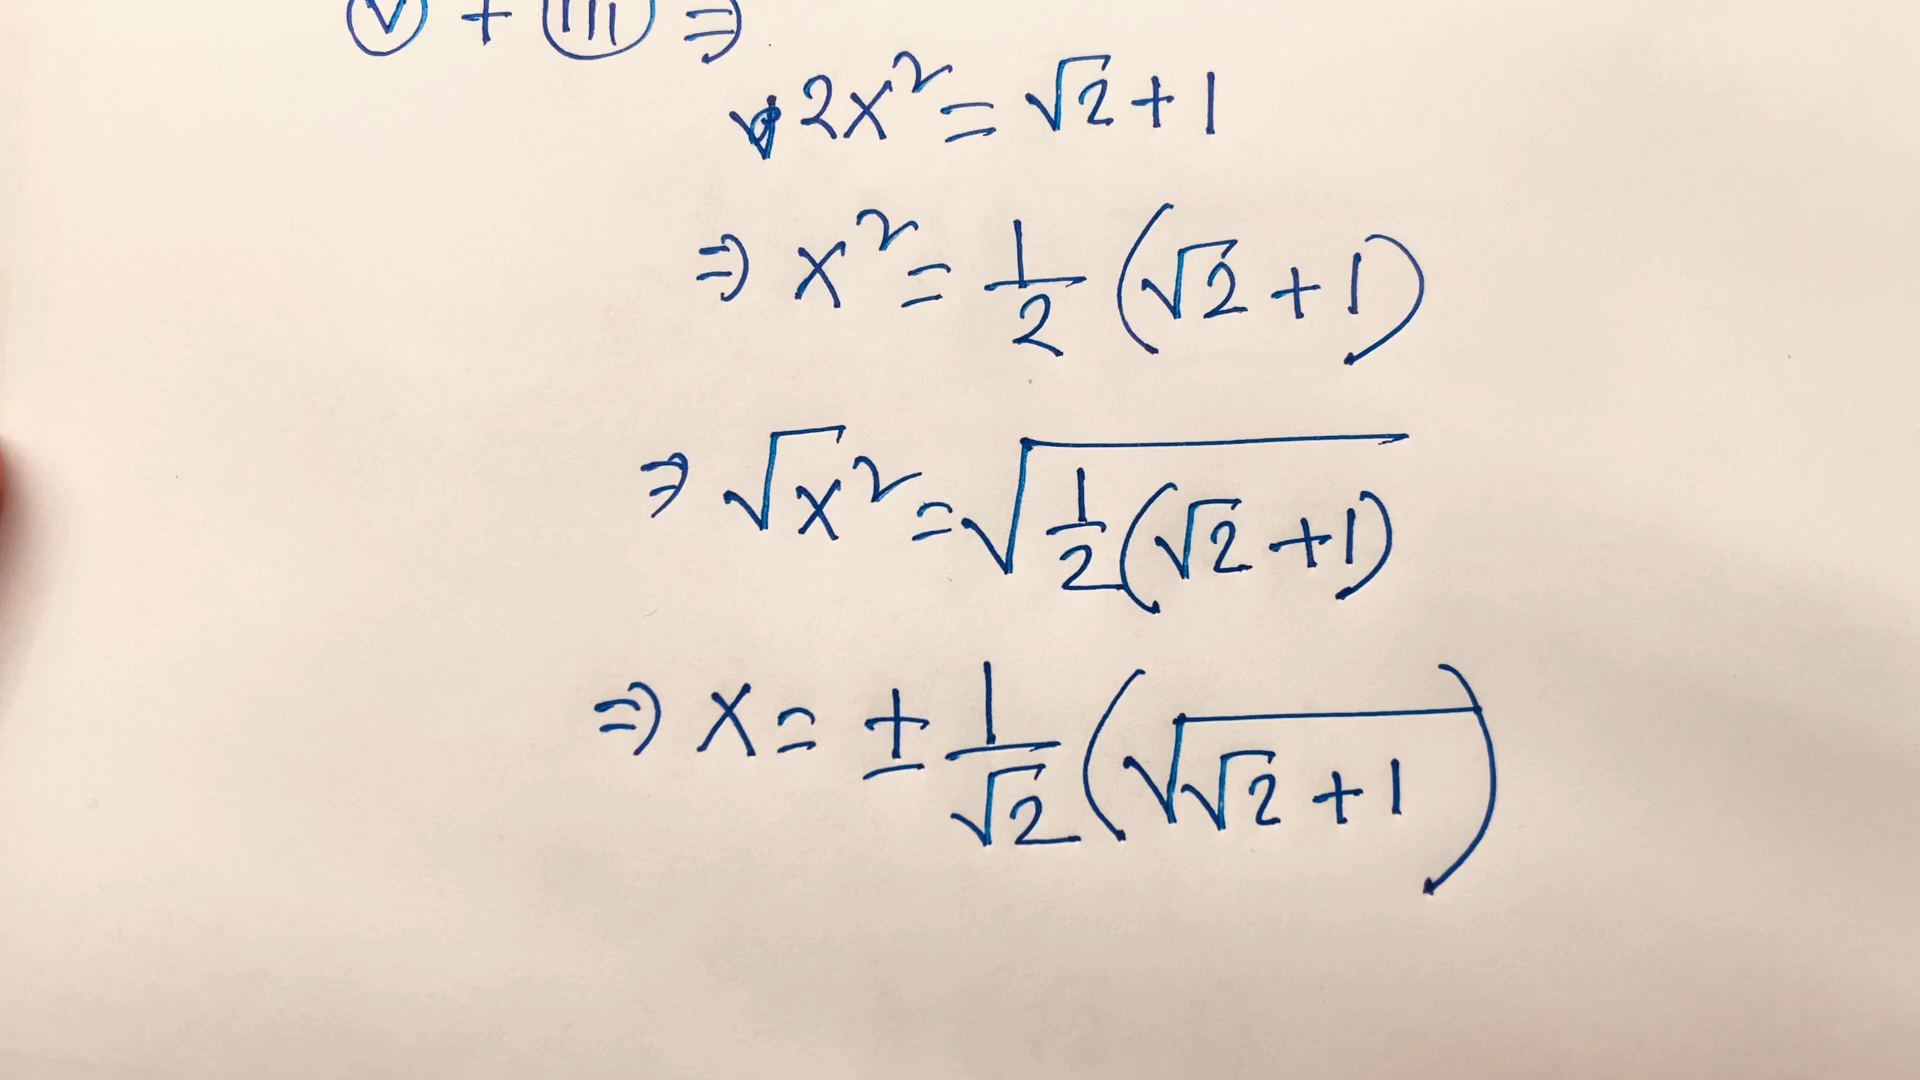 Ⓥ + (III) ⇒
2x² = √2 + 1
⇒ x² = 1/2 (√2 + 1)
⇒ √x² = √(1/2 (√2 + 1))
⇒ x = ± 1/√2 (√(√2 + 1))